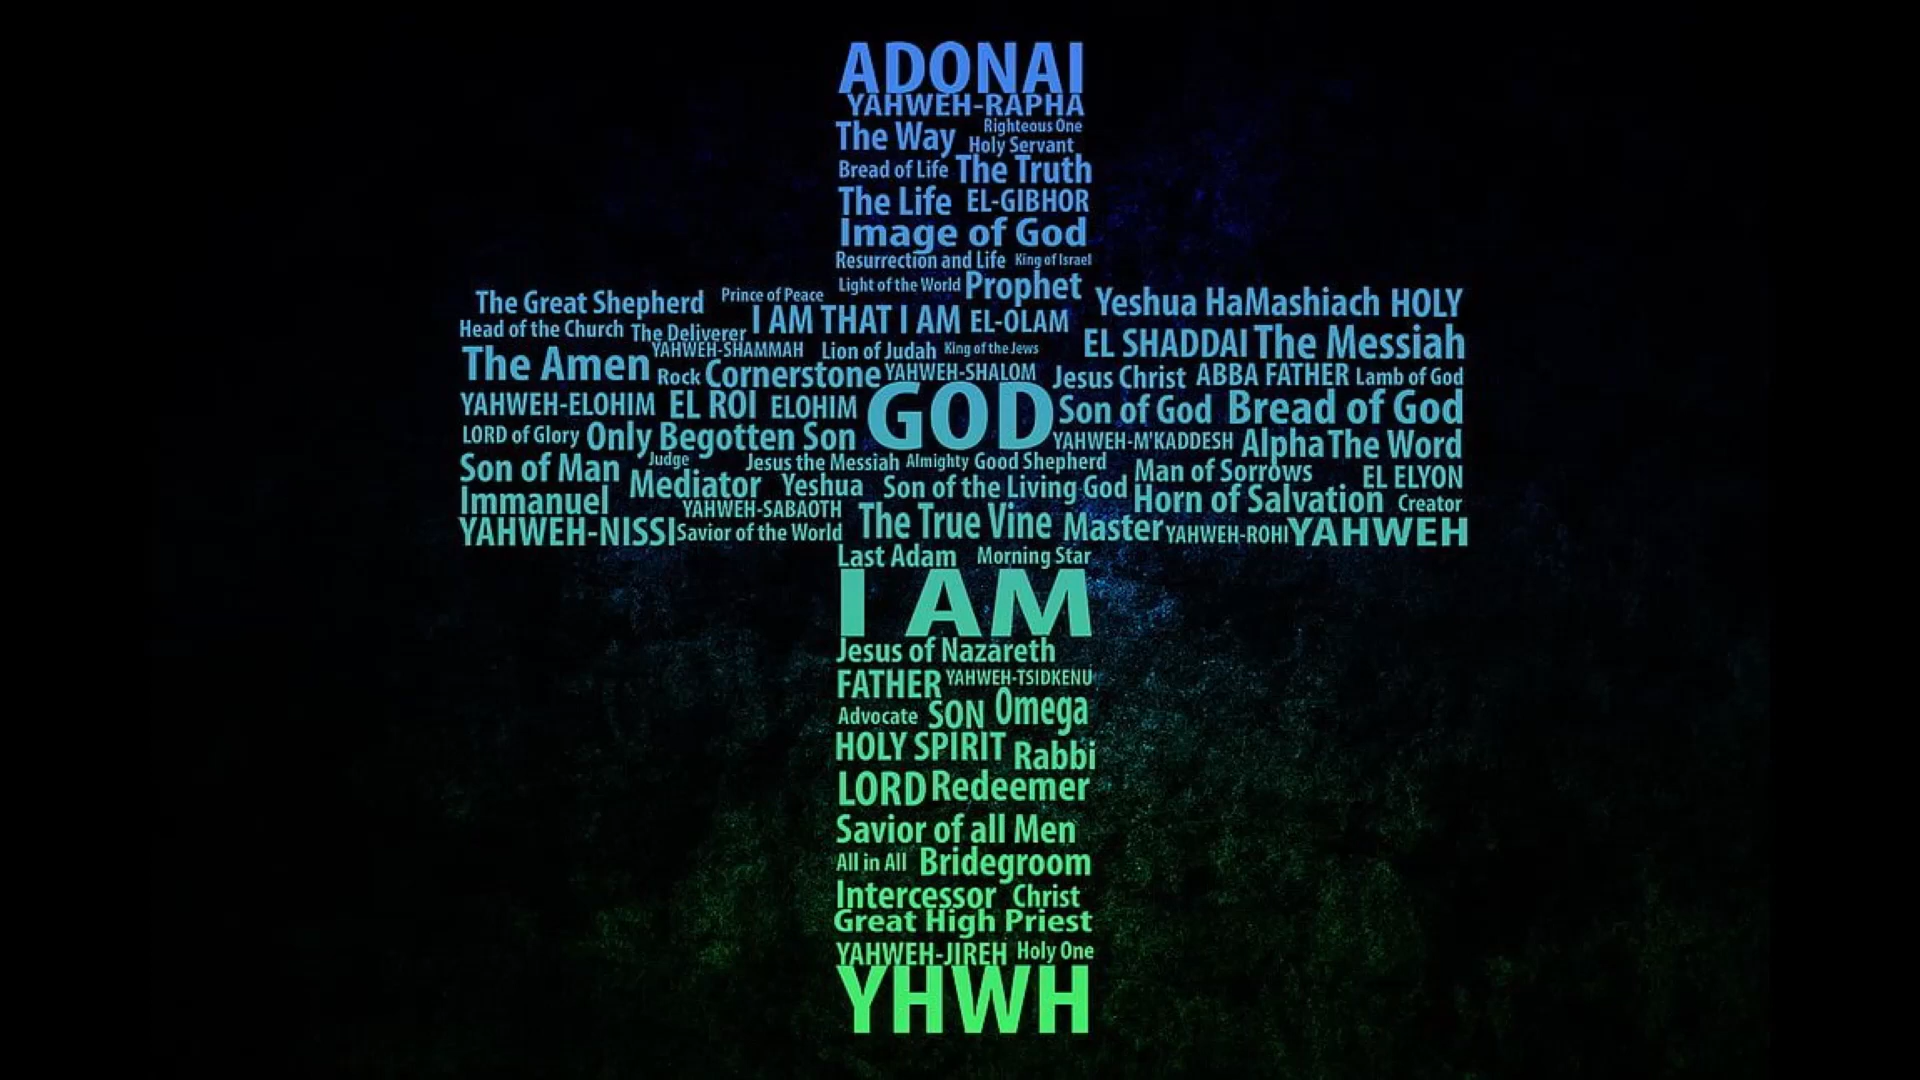 ADONAI
YAHWEH-RAPHA
The Way Righteous One
Holy Servant
Bread of Life The Truth
The Life EL-GIBHOR
Image of God
Resurrection and Life King of Israel
Light of the World Prophet
The Great Shepherd Prince of Peace Yeshua HaMashiach HOLY
Head of the Church The Deliverer I AM THAT I AM EL-OLAM
YAHWEH-SHAMMAH Lion of Judah King of the Jews EL SHADDAI The Messiah
The Amen Rock Cornerstone YAHWEH-SHALOM Jesus Christ ABBA FATHER Lamb of God
YAHWEH-ELOHIM EL ROI ELOHIM GOD Son of God Bread of God
LORD of Glory Only Begotten Son YAHWEH-M'KADDESH Alpha The Word
Son of Man Judge Jesus the Messiah Almighty Good Shepherd Man of Sorrows EL ELYON
Immanuel Mediator Yeshua Son of the Living God Horn of Salvation Creator
YAHWEH-SABAOTH
YAHWEH-NISSI Savior of the World The True Vine Master YAHWEH-ROHI YAHWEH
Last Adam Morning Star
I AM
Jesus of Nazareth
FATHER YAHWEH-TSIDKENU
Advocate SON Omega
HOLY SPIRIT Rabbi
LORD Redeemer
Savior of all Men
All in All Bridegroom
Intercessor Christ
Great High Priest
YAHWEH-JIREH Holy One
YHWH